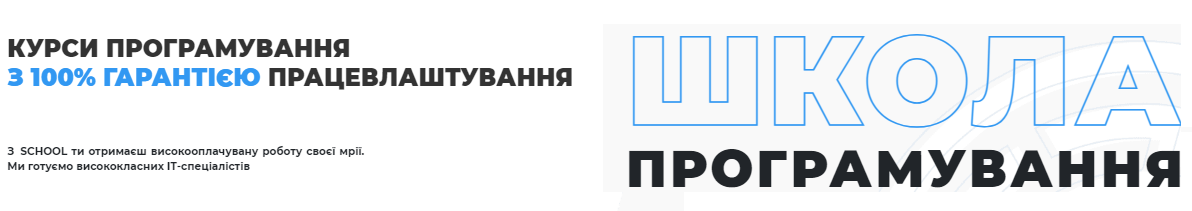 КУРСИ ПРОГРАМУВАННЯ
З 100% ГАРАНТІЄЮ ПРАЦЕВЛАШТУВАННЯ
З SCHOOL ти отримаєш високооплачувану роботу своєї мрії.
Ми готуємо висококласних IT-спеціалістів
ШКОЛА
ПРОГРАМУВАННЯ